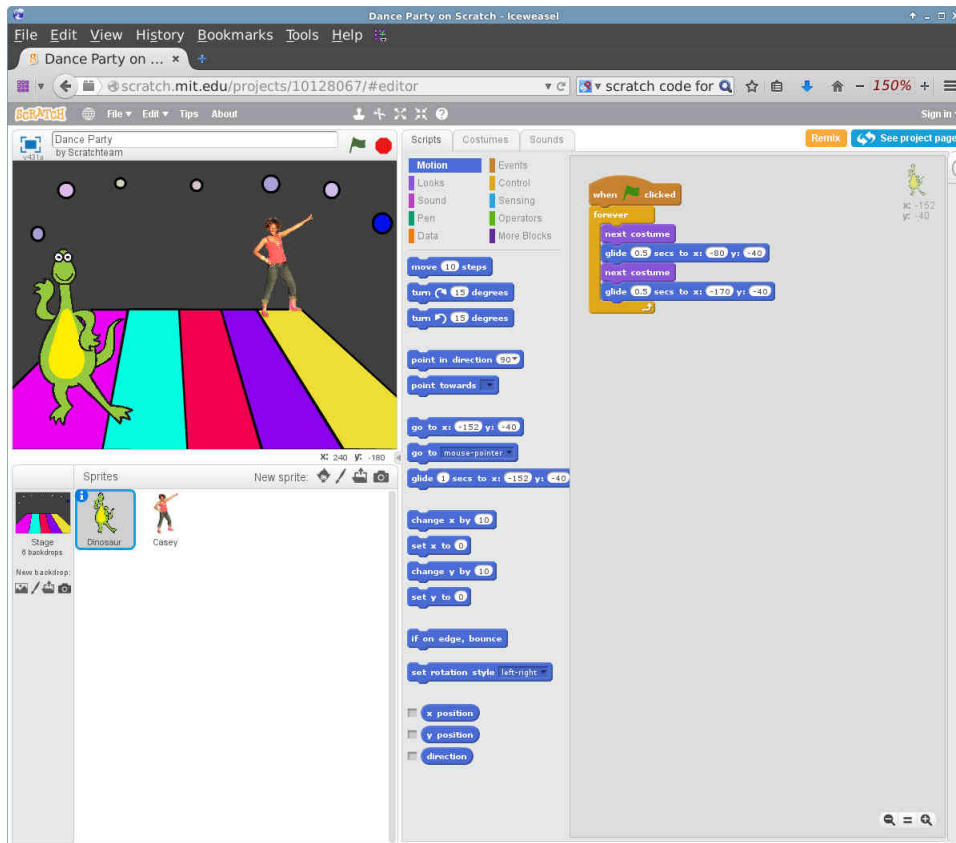 Dance Party on Scratch - Iceweasel
File Edit View History Bookmarks Tools Help
Dance Party on ... ×
scratch.mit.edu/projects/10128067/#editor
scratch code for
150%
SCRATCH File Edit Tips About
Sign in
Dance Party
by Scratchteam
v431a
Scripts Costumes Sounds
Remix See project page
Motion Events
Looks Control
Sound Sensing
Pen Operators
Data More Blocks
move 10 steps
turn 15 degrees
turn 15 degrees
point in direction 90
point towards
go to x: -152 y: -40
go to mouse-pointer
glide 1 secs to x: -152 y: -40
change x by 10
set x to 0
change y by 10
set y to 0
if on edge, bounce
set rotation style left-right
x position
y position
direction
when clicked
forever
next costume
glide 0.5 secs to x: -80 y: -40
next costume
glide 0.5 secs to x: -170 y: -40
x: -152
y: -40
X: 240 Y: -180
Sprites New sprite:
Stage
6 backdrops
New backdrop:
Dinosaur
Casey